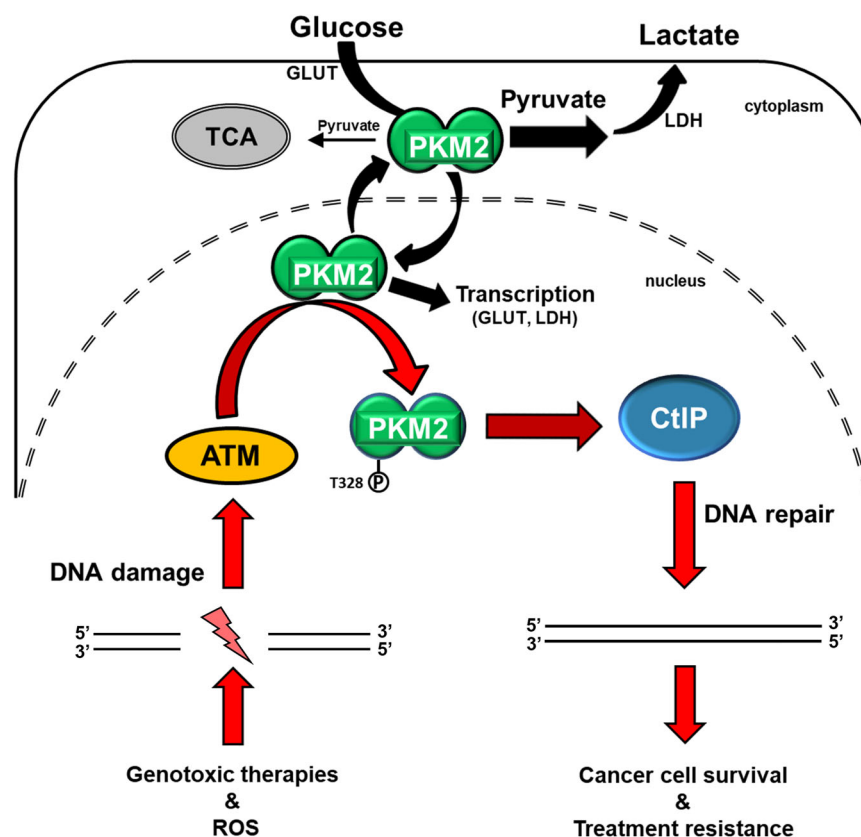 Glucose
Lactate
GLUT
Pyruvate
cytoplasm
LDH
TCA
Pyruvate
PKM2
PKM2
nucleus
Transcription
(GLUT, LDH)
PKM2
CtIP
ATM
T328 P
DNA repair
DNA damage
5’ 3’
3’ 5’
5’ 3’
3’ 5’
Genotoxic therapies
&
ROS
Cancer cell survival
&
Treatment resistance